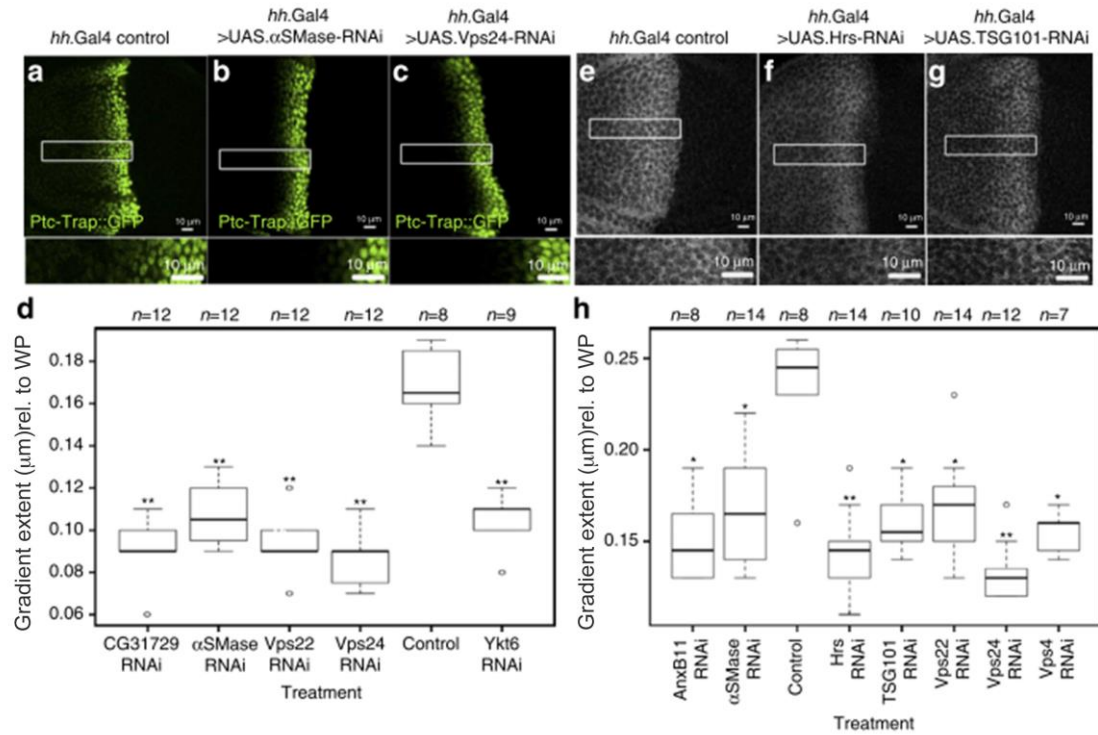 hh.Gal4 control
hh.Gal4
>UAS.αSMase-RNAi
hh.Gal4
>UAS.Vps24-RNAi
hh.Gal4 control
hh.Gal4
>UAS.Hrs-RNAi
hh.Gal4
>UAS.TSG101-RNAi
a
b
c
e
f
g
Ptc-Trap::GFP
10 μm
Ptc-Trap::GFP
10 μm
Ptc-Trap::GFP
10 μm
10 μm
10 μm
10 μm
10 μm
10 μm
10 μm
10 μm
10 μm
10 μm
d
n=12 n=12 n=12 n=12 n=8 n=9
Gradient extent (μm)rel. to WP
0.18
0.16
0.14
0.12
0.10
0.08
0.06
** ** ** ** **
CG31729
RNAi
αSMase
RNAi
Vps22
RNAi
Vps24
RNAi
Control
Ykt6
RNAi
Treatment
h
n=8 n=14 n=8 n=14 n=10 n=14 n=12 n=7
Gradient extent (μm)rel. to WP
0.25
0.20
0.15
* * ** * * ** *
AnxB11
RNAi
αSMase
RNAi
Control
Hrs
RNAi
TSG101
RNAi
Vps22
RNAi
Vps24
RNAi
Vps4
RNAi
Treatment